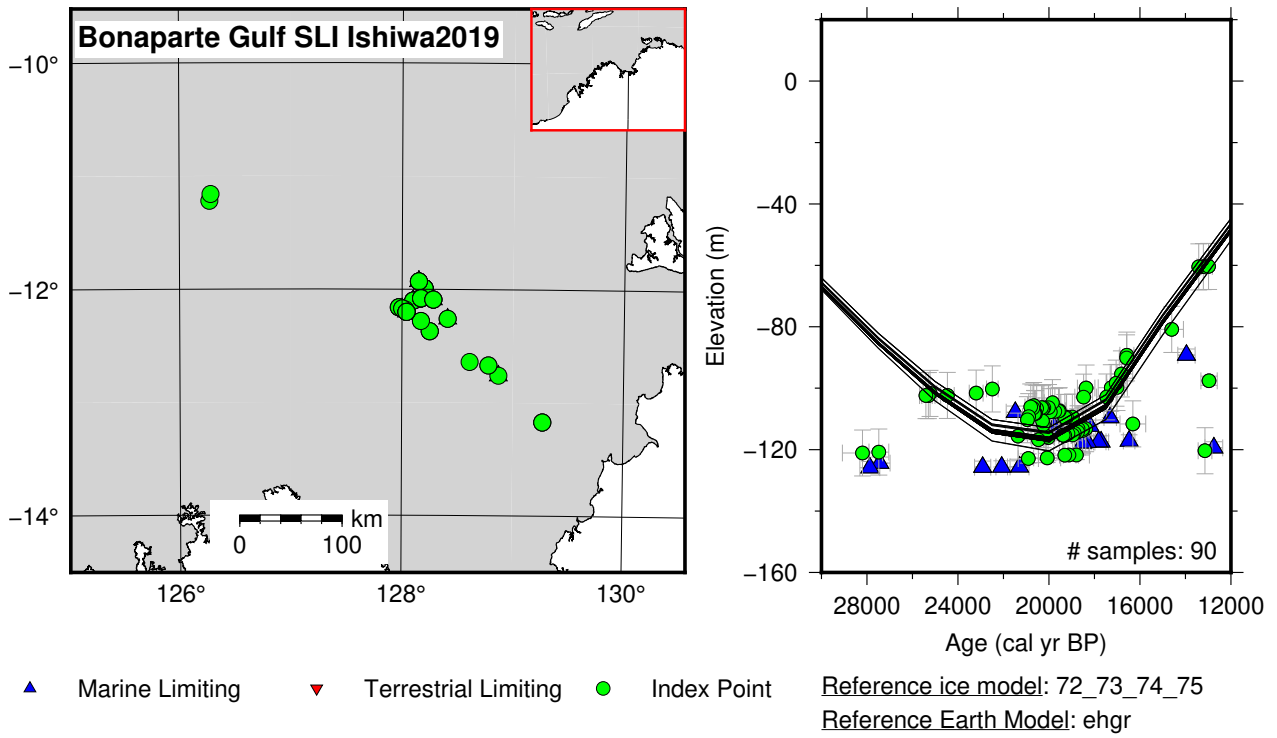 Bonaparte Gulf SLI Ishiwa2019
−10°
−12°
−14°
126°
128°
130°
km
0 100
Elevation (m)
0
−40
−80
−120
−160
# samples: 90
28000 24000 20000 16000 12000
Age (cal yr BP)
Marine Limiting
Terrestrial Limiting
Index Point
Reference ice model: 72_73_74_75
Reference Earth Model: ehgr